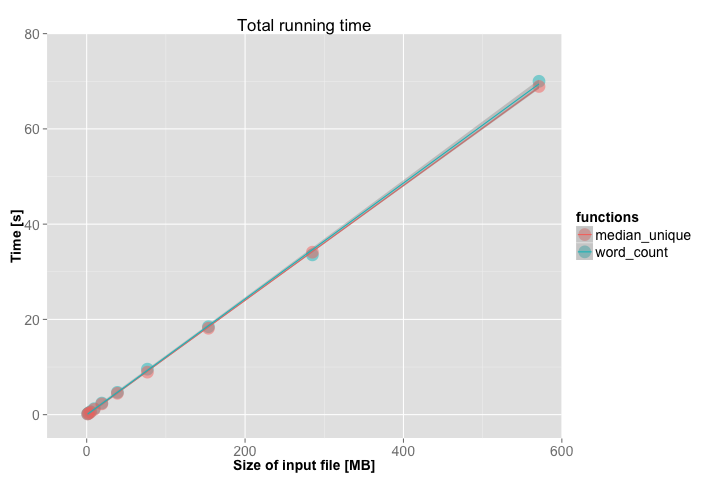 Total running time
80
60
40
20
0
Time [s]
0 200 400 600
Size of input file [MB]
functions
median_unique
word_count